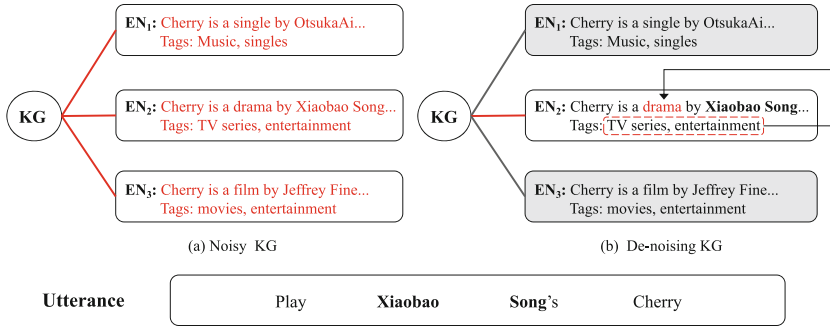 KG
EN1: Cherry is a single by OtsukaAi...
Tags: Music, singles
EN2: Cherry is a drama by Xiaobao Song...
Tags: TV series, entertainment
EN3: Cherry is a film by Jeffrey Fine...
Tags: movies, entertainment
(a) Noisy KG
KG
EN1: Cherry is a single by OtsukaAi...
Tags: Music, singles
EN2: Cherry is a drama by Xiaobao Song...
Tags: TV series, entertainment
EN3: Cherry is a film by Jeffrey Fine...
Tags: movies, entertainment
(b) De-noising KG
Utterance Play Xiaobao Song's Cherry